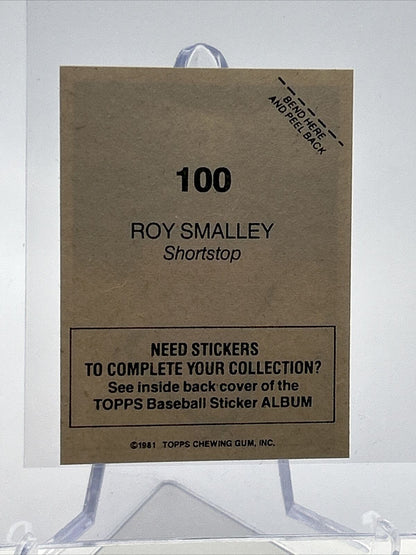 BEND HERE
AND PEEL BACK
100
ROY SMALLEY
Shortstop
NEED STICKERS
TO COMPLETE YOUR COLLECTION?
See inside back cover of the
TOPPS Baseball Sticker ALBUM
©1981 TOPPS CHEWING GUM, INC.